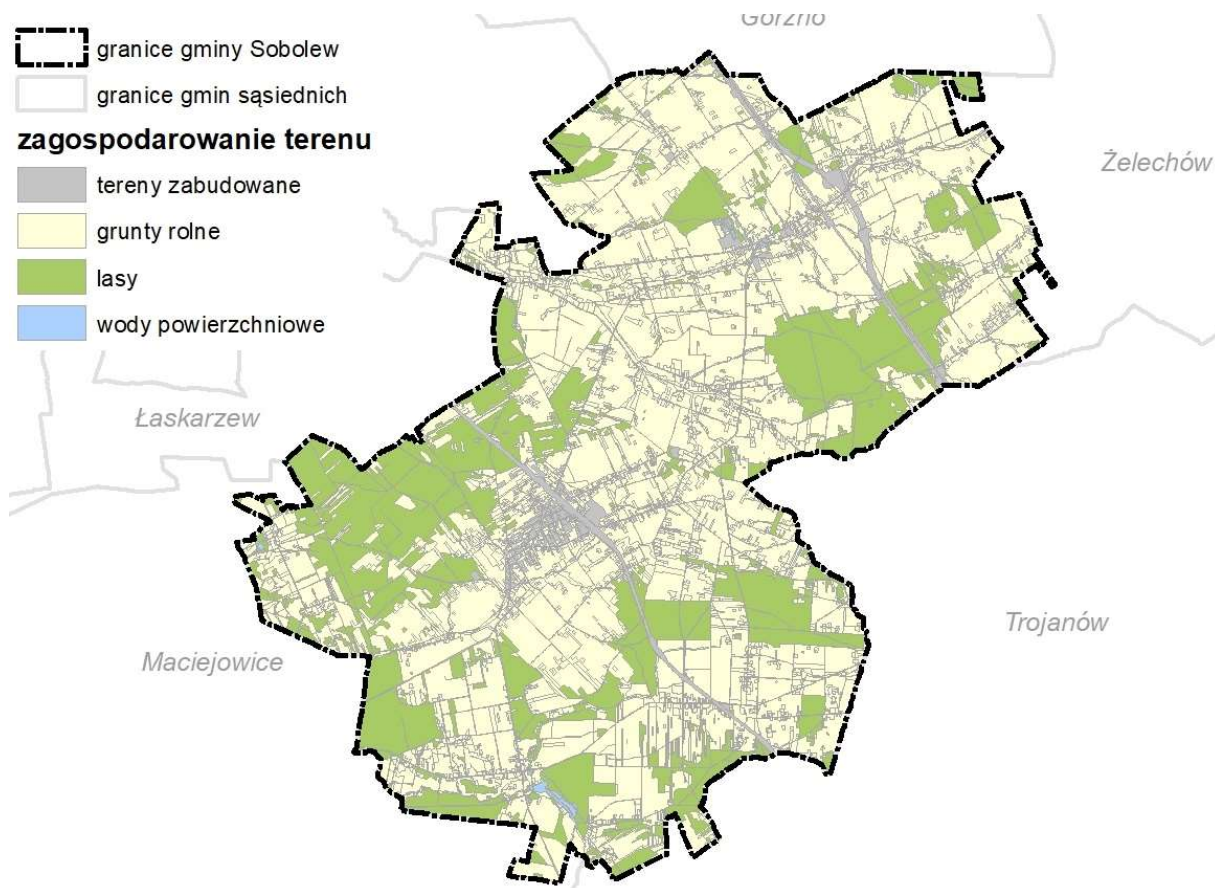 Górzno
granice gminy Sobolew
granice gmin sąsiednich
zagospodarowanie terenu
tereny zabudowane
grunty rolne
lasy
wody powierzchniowe
Żelechów
Łaskarzew
Trojanów
Maciejowice